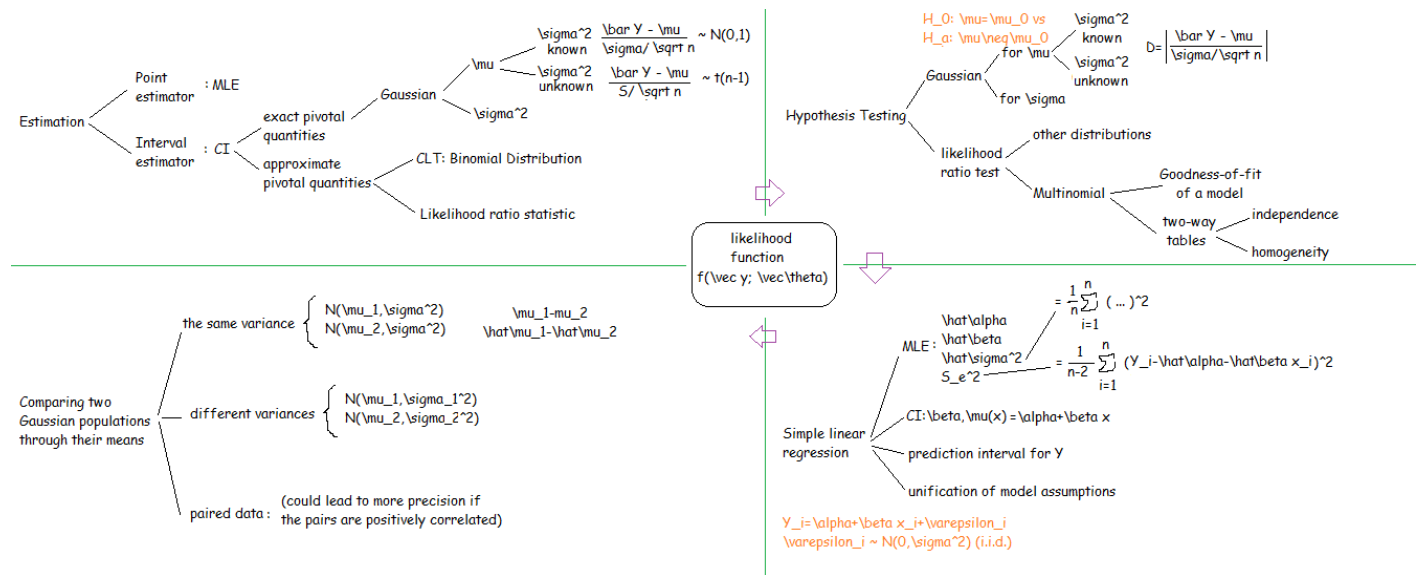 Estimation
Point
estimator
: MLE
Interval
estimator
: CI
exact pivotal
quantities
Gaussian
\mu
\sigma^2
known
\bar Y - \mu
\sigma/ \sqrt n
~ N(0,1)
\sigma^2
unknown
\bar Y - \mu
S/ \sqrt n
~ t(n-1)
\sigma^2
approximate
pivotal quantities
CLT: Binomial Distribution
Likelihood ratio statistic
H_0: \mu=\mu_0 vs
H_a: \mu\neq\mu_0
Hypothesis Testing
Gaussian
for \mu
\sigma^2
known
\sigma^2
unknown
D=
\bar Y - \mu
\sigma/\sqrt n
for \sigma
likelihood
ratio test
other distributions
Multinomial
Goodness-of-fit
of a model
two-way
tables
independence
homogeneity
likelihood
function
f(\vec y; \vec\theta)
Simple linear
regression
MLE :
\hat\alpha
\hat\beta
\hat\sigma^2
S_e^2
= 1/n ∑ i=1 n ( ... )^2
= 1/n-2 ∑ i=1 n (Y_i-\hat\alpha-\hat\beta x_i)^2
CI:\beta,\mu(x)=\alpha+\beta x
prediction interval for Y
unification of model assumptions
Y_i=\alpha+\beta x_i+\varepsilon_i
\varepsilon_i ~ N(0,\sigma^2) (i.i.d.)
Comparing two
Gaussian populations
through their means
the same variance
N(\mu_1,\sigma^2)
N(\mu_2,\sigma^2)
\mu_1-mu_2
\hat\mu_1-\hat\mu_2
different variances
N(\mu_1,\sigma_1^2)
N(\mu_2,\sigma_2^2)
paired data :
(could lead to more precision if
the pairs are positively correlated)